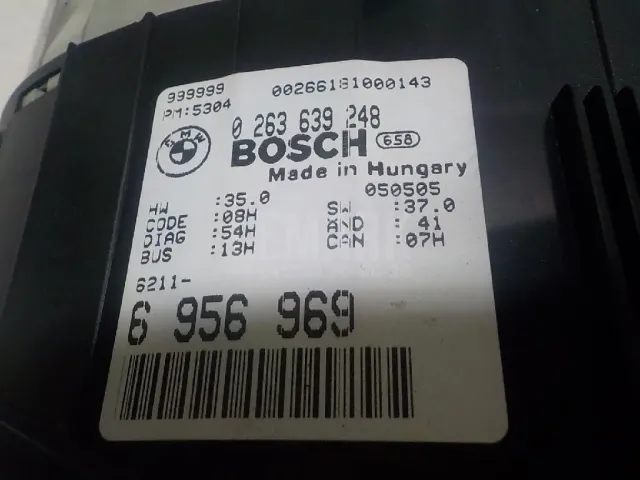 999999 00266181000143
PM:5304
0 263 639 248
BMW
BOSCH 658
Made in Hungary
050505
HW :35.0 SW :37.0
CODE :08H AND : 41
DIAG :54H CAN :07H
BUS :13H
6211-
6 956 969